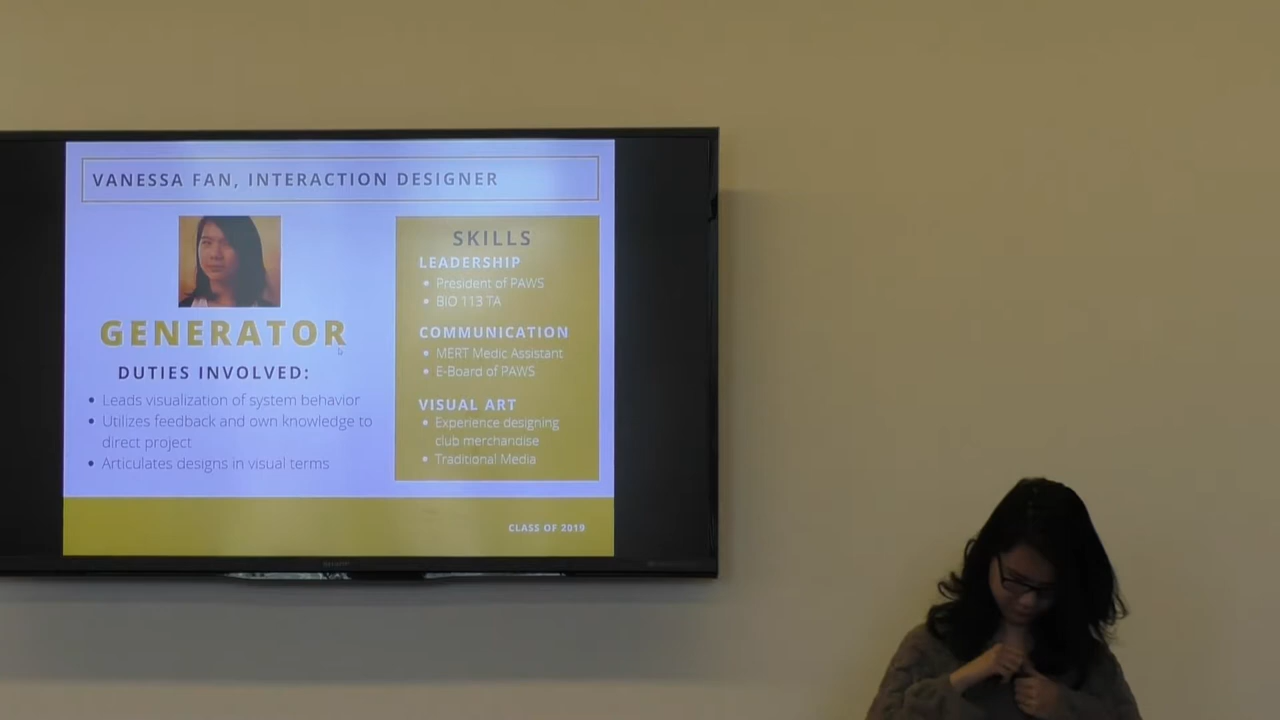 VANESSA FAN, INTERACTION DESIGNER
GENERATOR
DUTIES INVOLVED:
• Leads visualization of system behavior
• Utilizes feedback and own knowledge to
direct project
• Articulates designs in visual terms
SKILLS
LEADERSHIP
• President of PAWS
• BIO 113 TA
COMMUNICATION
• MERT Medic Assistant
• E-Board of PAWS
VISUAL ART
• Experience designing
club merchandise
• Traditional Media
CLASS OF 2019